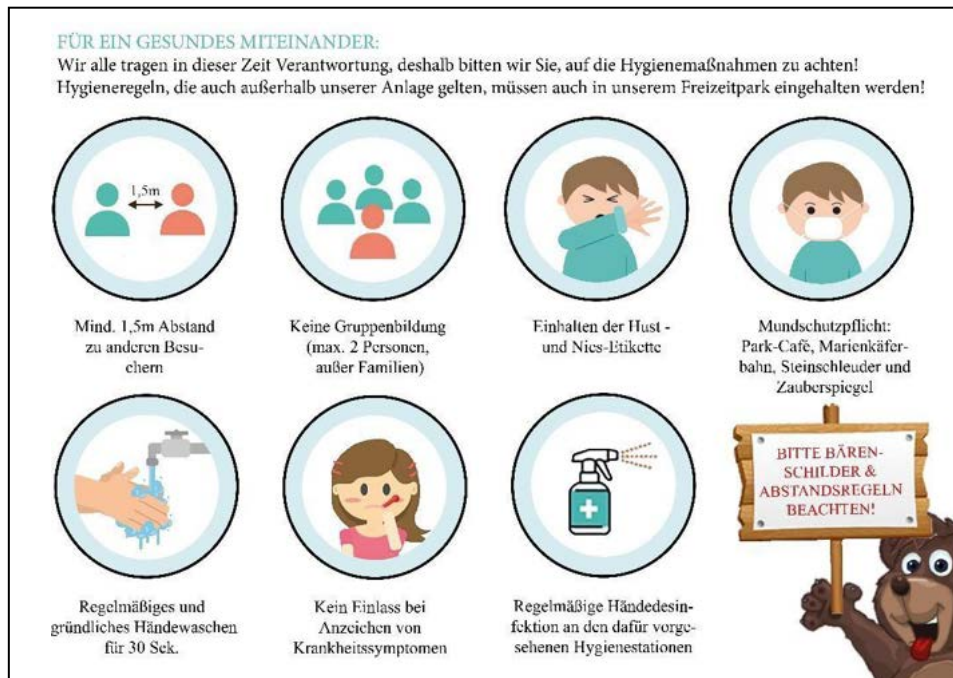 FÜR EIN GESUNDES MITEINANDER:
Wir alle tragen in dieser Zeit Verantwortung, deshalb bitten wir Sie, auf die Hygienemaßnahmen zu achten!
Hygieneregeln, die auch außerhalb unserer Anlage gelten, müssen auch in unserem Freizeitpark eingehalten werden!
1,5m
Mind. 1,5m Abstand
zu anderen Besu-
chern
Keine Gruppenbildung
(max. 2 Personen,
außer Familien)
Einhalten der Hust -
und Nies-Etikette
Mundschutzpflicht:
Park-Café, Marienkäfer-
bahn, Steinschleuder und
Zauberspiegel
Regelmäßiges und
gründliches Händewaschen
für 30 Sek.
Kein Einlass bei
Anzeichen von
Krankheitssymptomen
Regelmäßige Händedesin-
fektion an den dafür vorge-
sehenen Hygienestationen
BITTE BÄREN-
SCHILDER &
ABSTANDSREGELN
BEACHTEN!